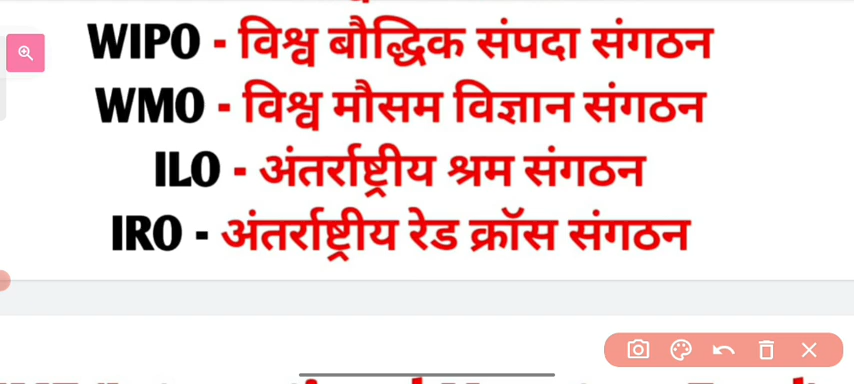 WIPO - विश्व बौद्धिक संपदा संगठन
WMO - विश्व मौसम विज्ञान संगठन
ILO - अंतर्राष्ट्रीय श्रम संगठन
IRO - अंतर्राष्ट्रीय रेड क्रॉस संगठन